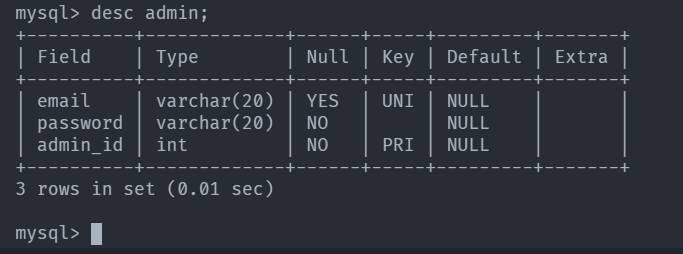 mysql> desc admin;
+----------+-------------+------+-----+---------+-------+
| Field    | Type        | Null | Key | Default | Extra |
+----------+-------------+------+-----+---------+-------+
| email    | varchar(20) | YES  | UNI | NULL    |       |
| password | varchar(20) | NO   |     | NULL    |       |
| admin_id | int         | NO   | PRI | NULL    |       |
+----------+-------------+------+-----+---------+-------+
3 rows in set (0.01 sec)
mysql>